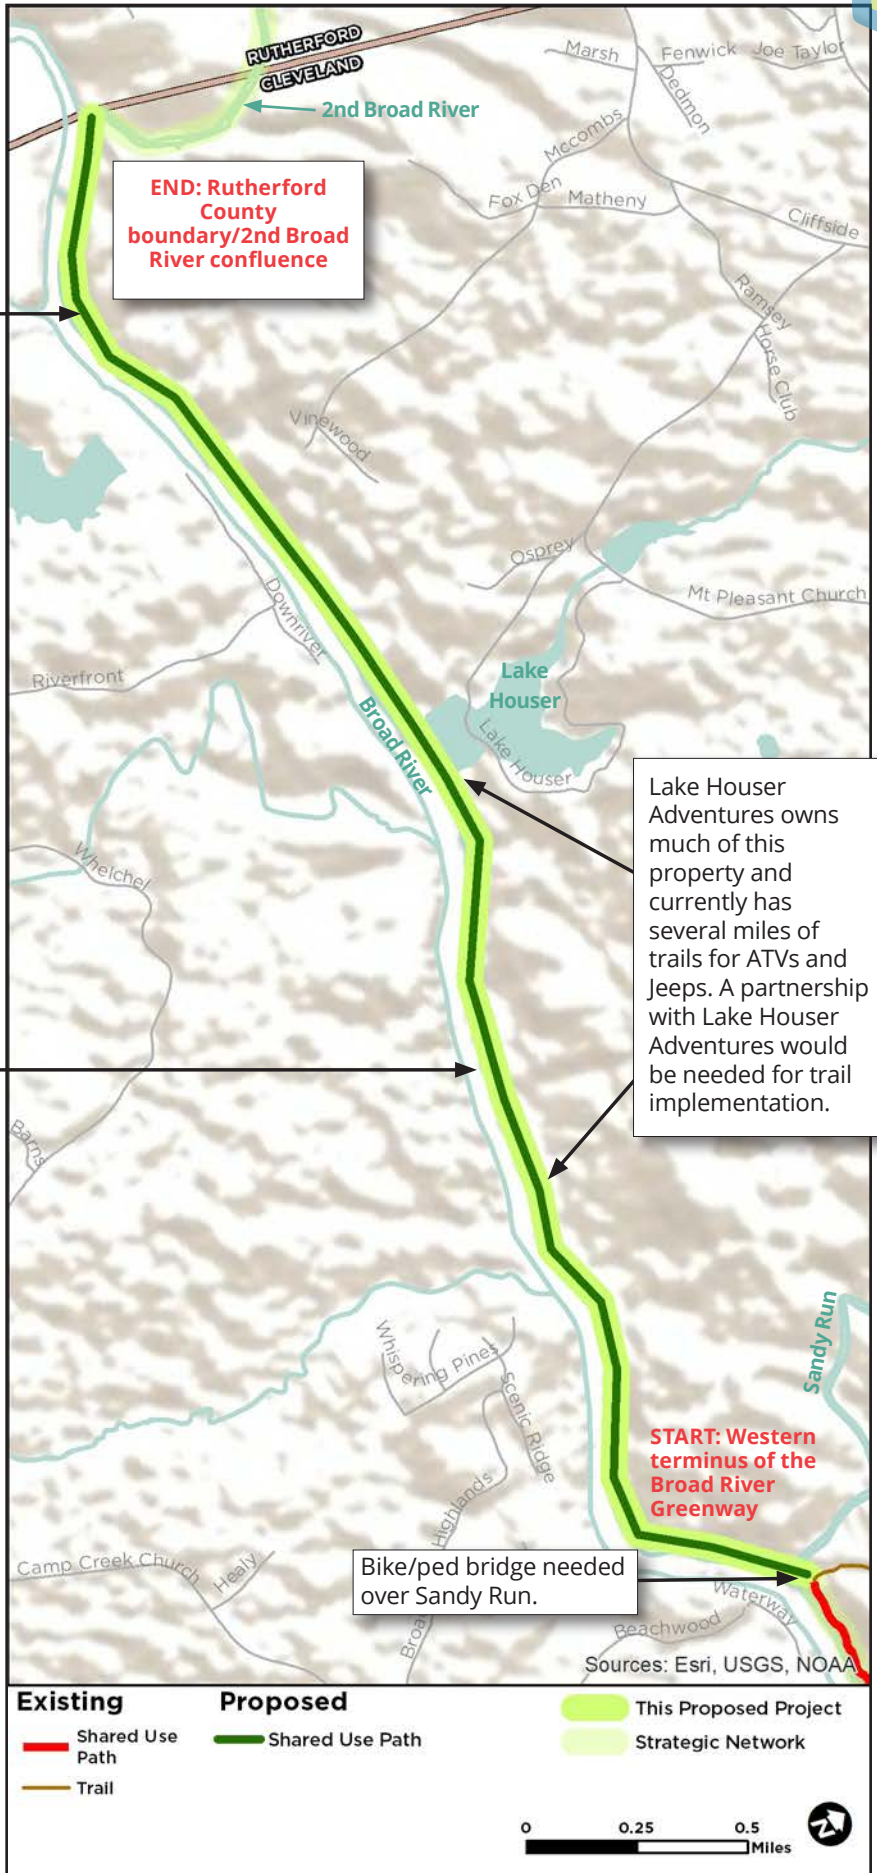 RUTHERFORD
CLEVELAND
2nd Broad River
Marsh
Fenwick
Joe Taylor
Dedmon
Mccombs
Fox Den
Matheny
Cliffside
END: Rutherford
County
boundary/2nd Broad
River confluence
Ramsey
Horse Club
Vinewood
Osprey
Mt Pleasant Church
Downriver
Riverfront
Lake
Houser
Broad River
Lake Houser
Whelchel
Lake Houser
Adventures owns
much of this
property and
currently has
several miles of
trails for ATVs and
Jeeps. A partnership
with Lake Houser
Adventures would
be needed for trail
implementation.
Barns
Sandy Run
Whispering Pines
Scenic Ridge
START: Western
terminus of the
Broad River
Greenway
Highlands
Camp Creek Church
Healy
Bike/ped bridge needed
over Sandy Run.
Broa
Waterway
Beachwood
Sources: Esri, USGS, NOAA
Existing
Shared Use
Path
Trail
Proposed
Shared Use Path
This Proposed Project
Strategic Network
0 0.25 0.5
Miles
N